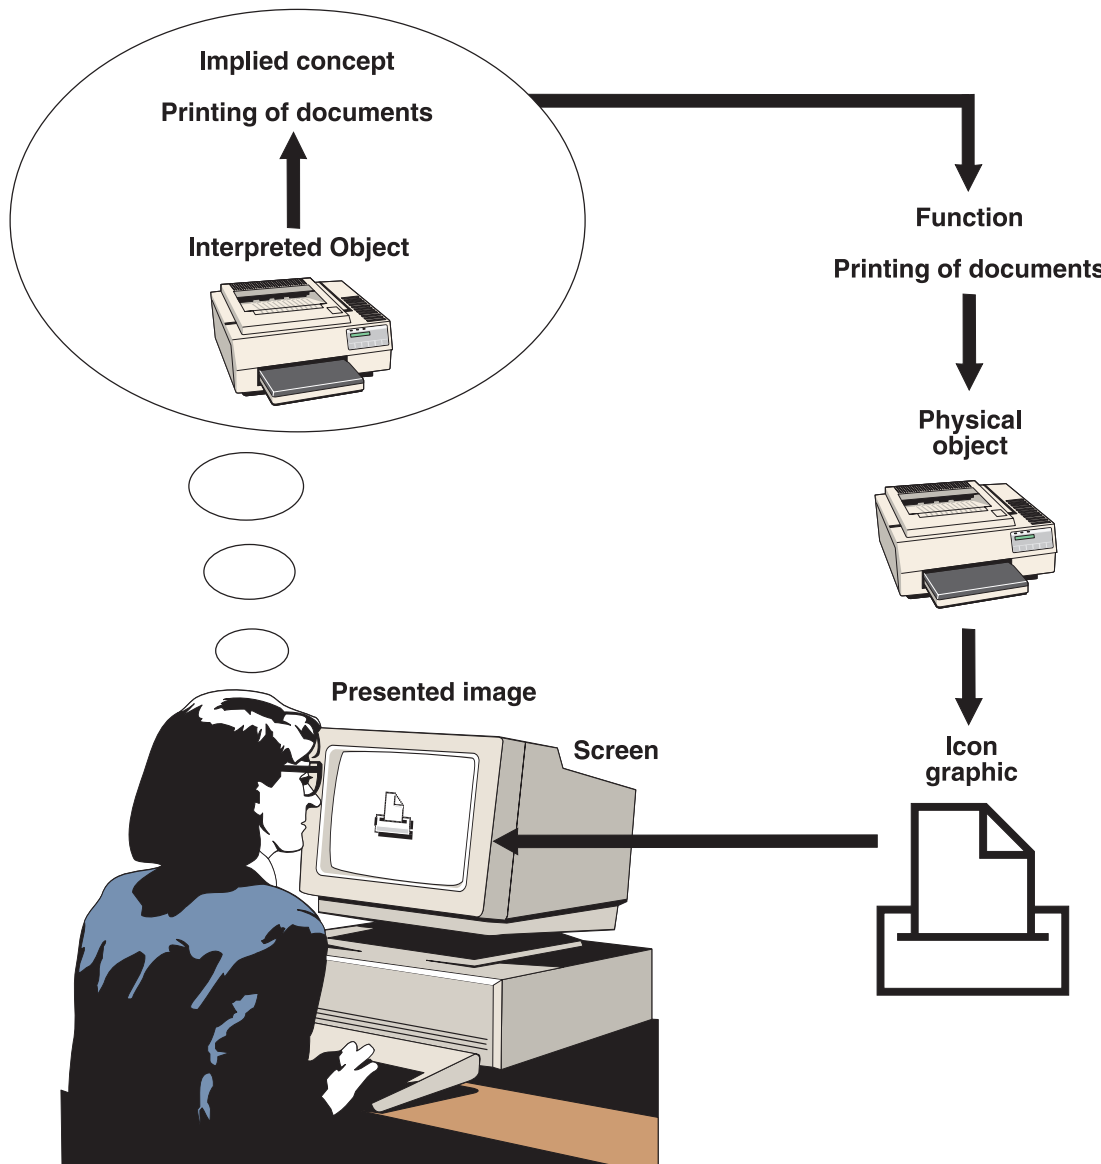 Implied concept
Printing of documents
Interpreted Object
Function
Printing of documents
Physical
object
Presented image
Screen
Icon
graphic